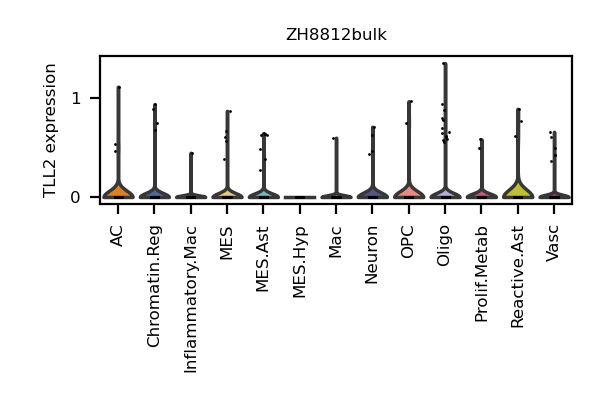 ZH8812bulk
TLL2 expression
1
0
AC
Chromatin.Reg
Inflammatory.Mac
MES
MES.Ast
MES.Hyp
Mac
Neuron
OPC
Oligo
Prolif.Metab
Reactive.Ast
Vasc